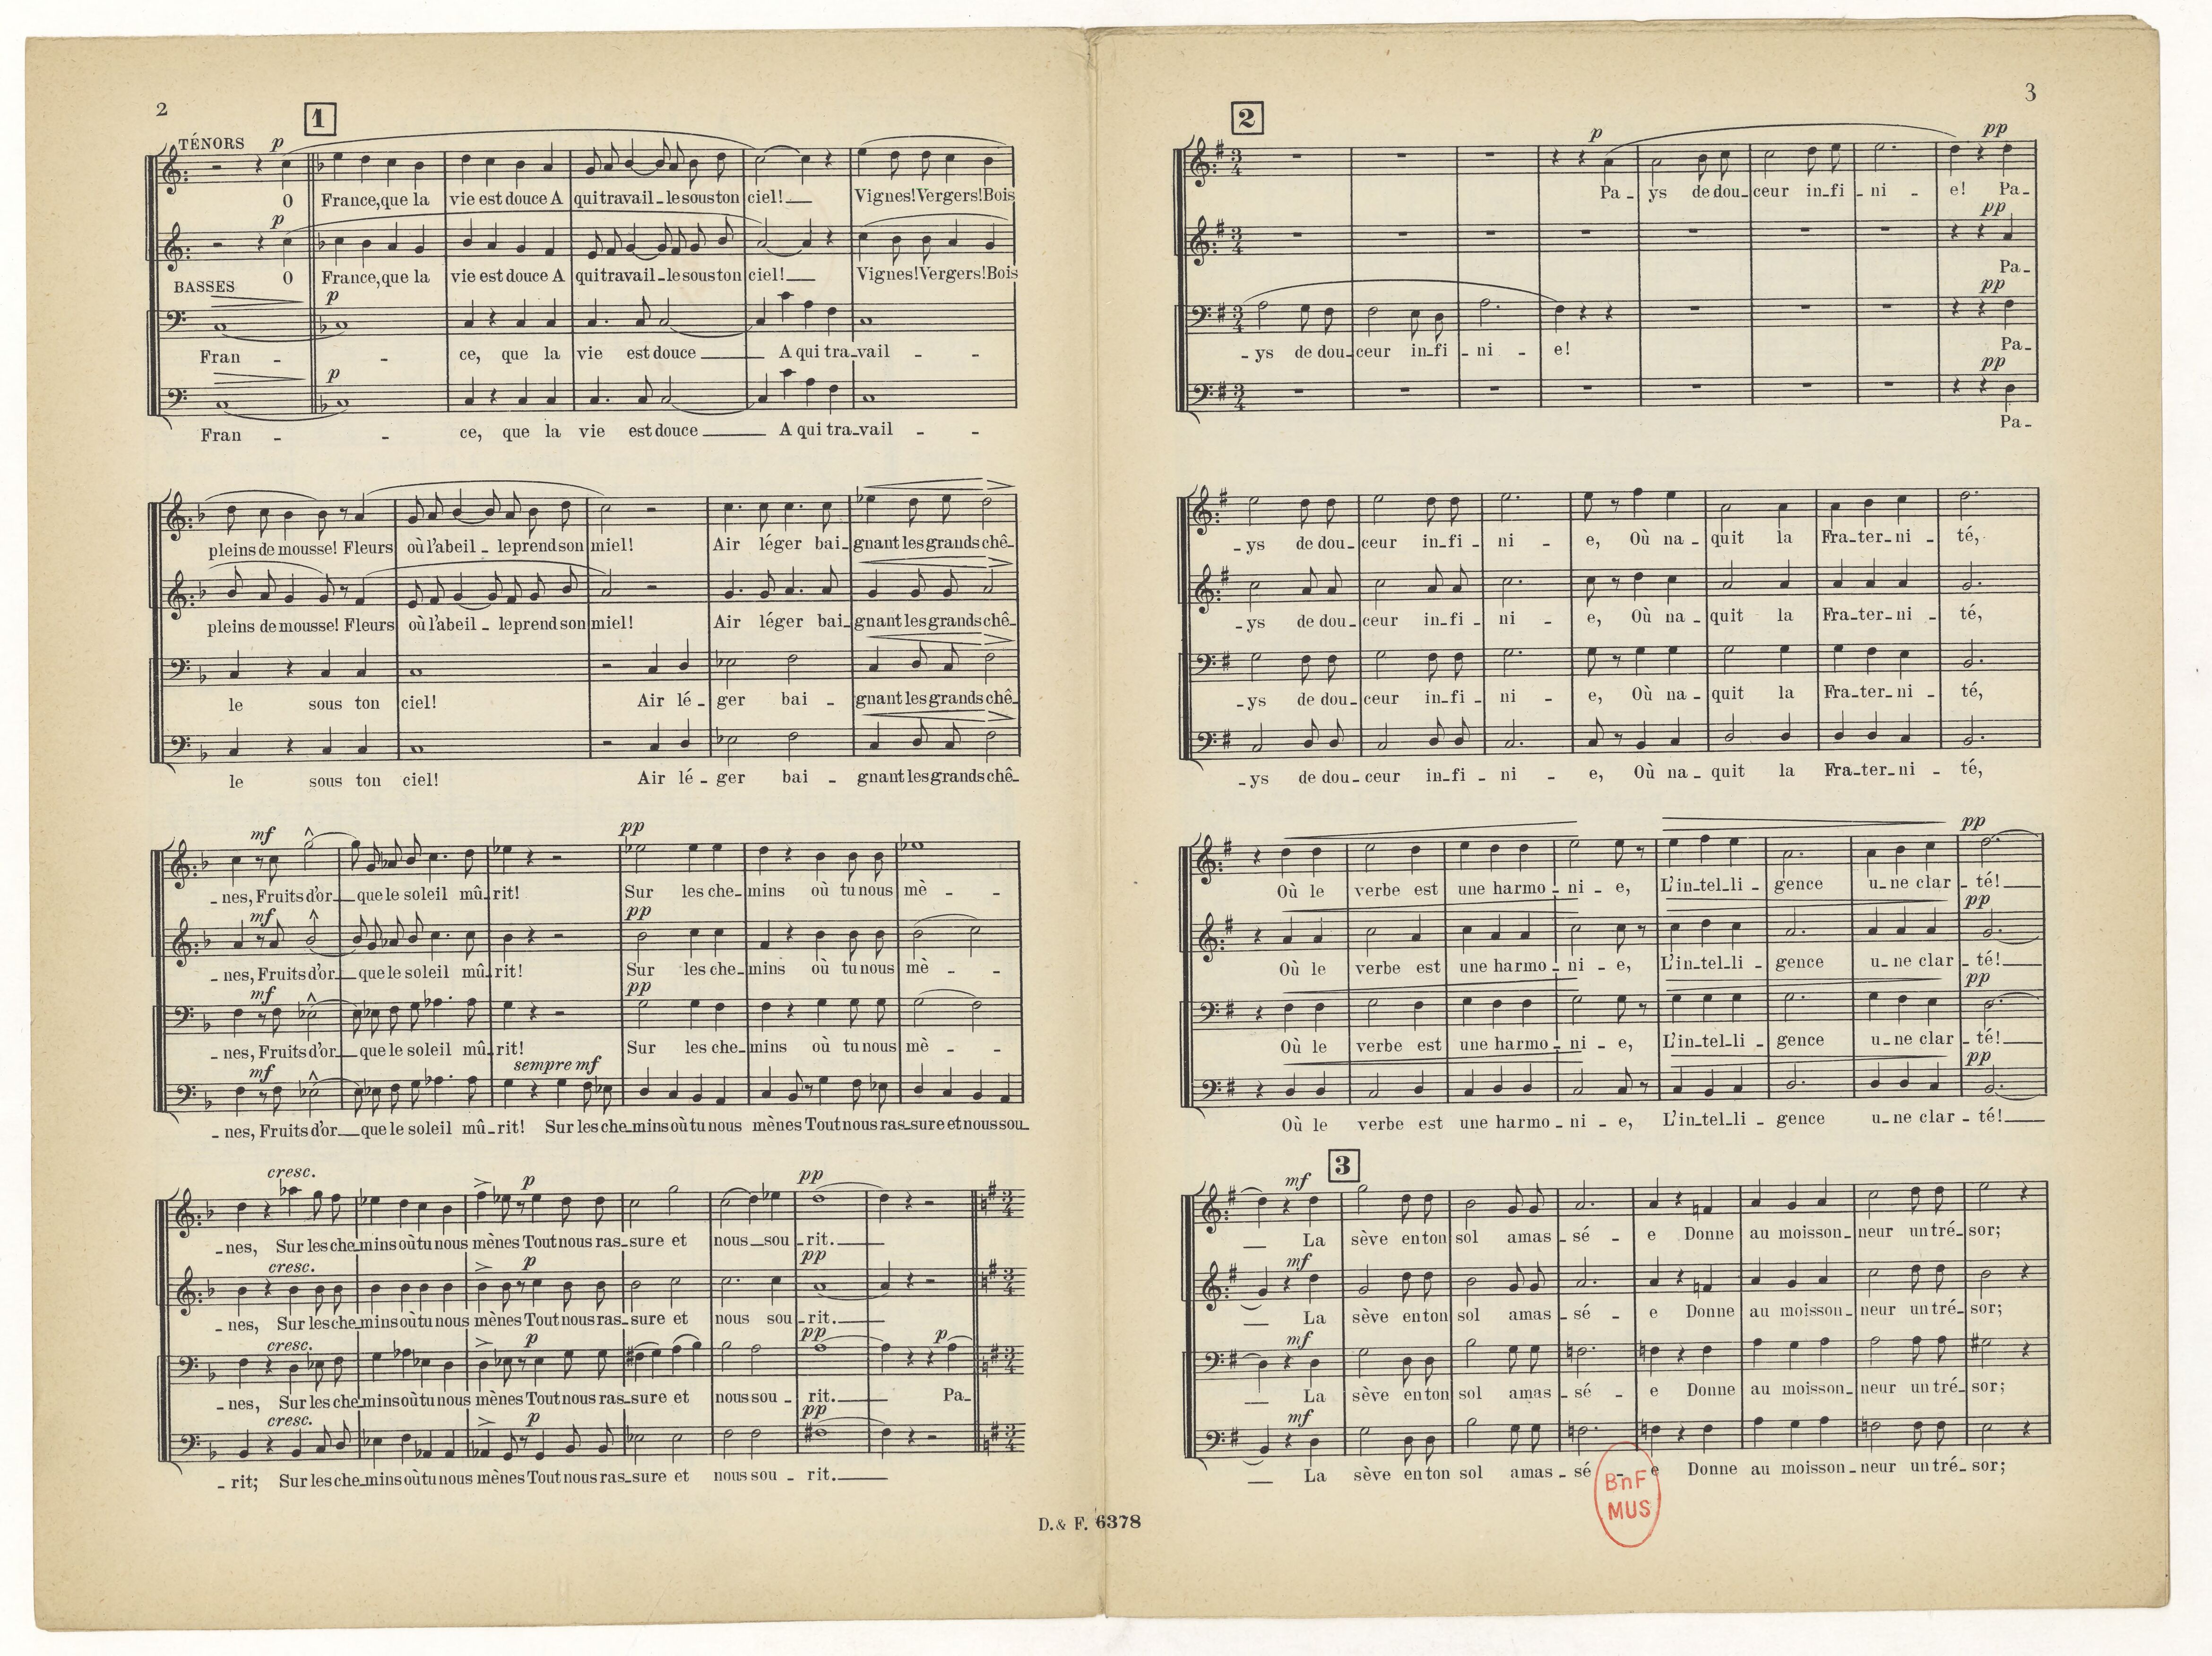 2
1
TÉNORS p
O France, que la vie est douce A qui travail_le sous ton ciel! Vignes! Vergers! Bois
p
O France, que la vie est douce A qui travail_le sous ton ciel! Vignes! Vergers! Bois
BASSES p
Fran - - ce, que la vie est douce A qui tra_vail - -
p
Fran - - ce, que la vie est douce A qui tra_vail - -
pleins de mousse! Fleurs où l'abeil_le prend son miel! Air léger bai_gnant les grands chê_
pleins de mousse! Fleurs où l'abeil_le prend son miel! Air léger bai_gnant les grands chê_
le sous ton ciel! Air lé_ger bai - gnant les grands chê_
le sous ton ciel! Air lé_ger bai - gnant les grands chê_
mf pp
_nes, Fruits d'or que le soleil mû_rit! Sur les che_mins où tu nous mè - -
mf pp
_nes, Fruits d'or que le soleil mû_rit! Sur les che_mins où tu nous mè - -
mf pp
_nes, Fruits d'or que le soleil mû_rit! Sur les che_mins où tu nous mè - -
mf sempre mf
_nes, Fruits d'or que le soleil mû_rit! Sur les che_mins où tu nous mènes Tout nous ras_sure et nous sou_
cresc. p pp
_nes, Sur les che_mins où tu nous mènes Tout nous ras_sure et nous_sou_rit.
cresc. p pp
_nes, Sur les che_mins où tu nous mènes Tout nous ras_sure et nous sou_rit.
cresc. p pp p
_nes, Sur les che_mins où tu nous mènes Tout nous ras_sure et nous sou_rit. Pa_
cresc. p pp
_rit; Sur les che_mins où tu nous mènes Tout nous ras_sure et nous sou_rit.
3
2
p pp
Pa_ys de dou_ceur in_fi_ni - e! Pa_
pp
Pa_
pp
_ys de dou_ceur in_fi_ni - e! Pa_
pp
Pa_
_ys de dou_ceur in_fi_ni - e, Où na_quit la Fra_ter_ni - té,
_ys de dou_ceur in_fi_ni - e, Où na_quit la Fra_ter_ni - té,
_ys de dou_ceur in_fi_ni - e, Où na_quit la Fra_ter_ni - té,
_ys de dou_ceur in_fi_ni - e, Où na_quit la Fra_ter_ni - té,
pp
Où le verbe est une harmo_ni_e, L'in_tel_li_gence u_ne clar_té!
pp
Où le verbe est une harmo_ni_e, L'in_tel_li_gence u_ne clar_té!
pp
Où le verbe est une harmo_ni_e, L'in_tel_li_gence u_ne clar_té!
pp
Où le verbe est une harmo_ni_e, L'in_tel_li_gence u_ne clar_té!
3
mf
La sève en ton sol amas_sé - e Donne au moisson_neur un tré_sor;
mf
La sève en ton sol amas_sé - e Donne au moisson_neur un tré_sor;
mf
La sève en ton sol amas_sé - e Donne au moisson_neur un tré_sor;
mf
La sève en ton sol amas_sé - e Donne au moisson_neur un tré_sor;
BnF
MUS
D. & F. 6378